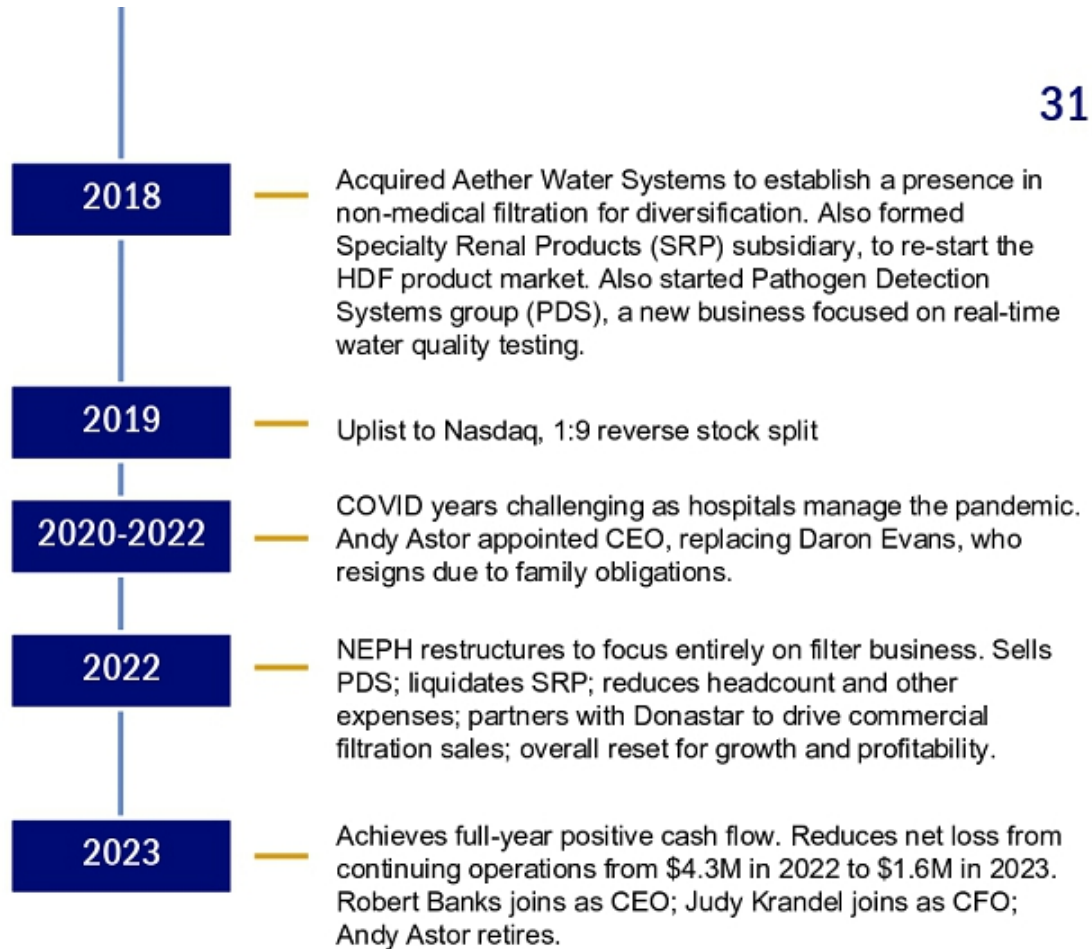 31
2018
Acquired Aether Water Systems to establish a presence in
non-medical filtration for diversification. Also formed
Specialty Renal Products (SRP) subsidiary, to re-start the
HDF product market. Also started Pathogen Detection
Systems group (PDS), a new business focused on real-time
water quality testing.
2019
Uplist to Nasdaq, 1:9 reverse stock split
2020-2022
COVID years challenging as hospitals manage the pandemic.
Andy Astor appointed CEO, replacing Daron Evans, who
resigns due to family obligations.
2022
NEPH restructures to focus entirely on filter business. Sells
PDS; liquidates SRP; reduces headcount and other
expenses; partners with Donastar to drive commercial
filtration sales; overall reset for growth and profitability.
2023
Achieves full-year positive cash flow. Reduces net loss from
continuing operations from $4.3M in 2022 to $1.6M in 2023.
Robert Banks joins as CEO; Judy Krandel joins as CFO;
Andy Astor retires.